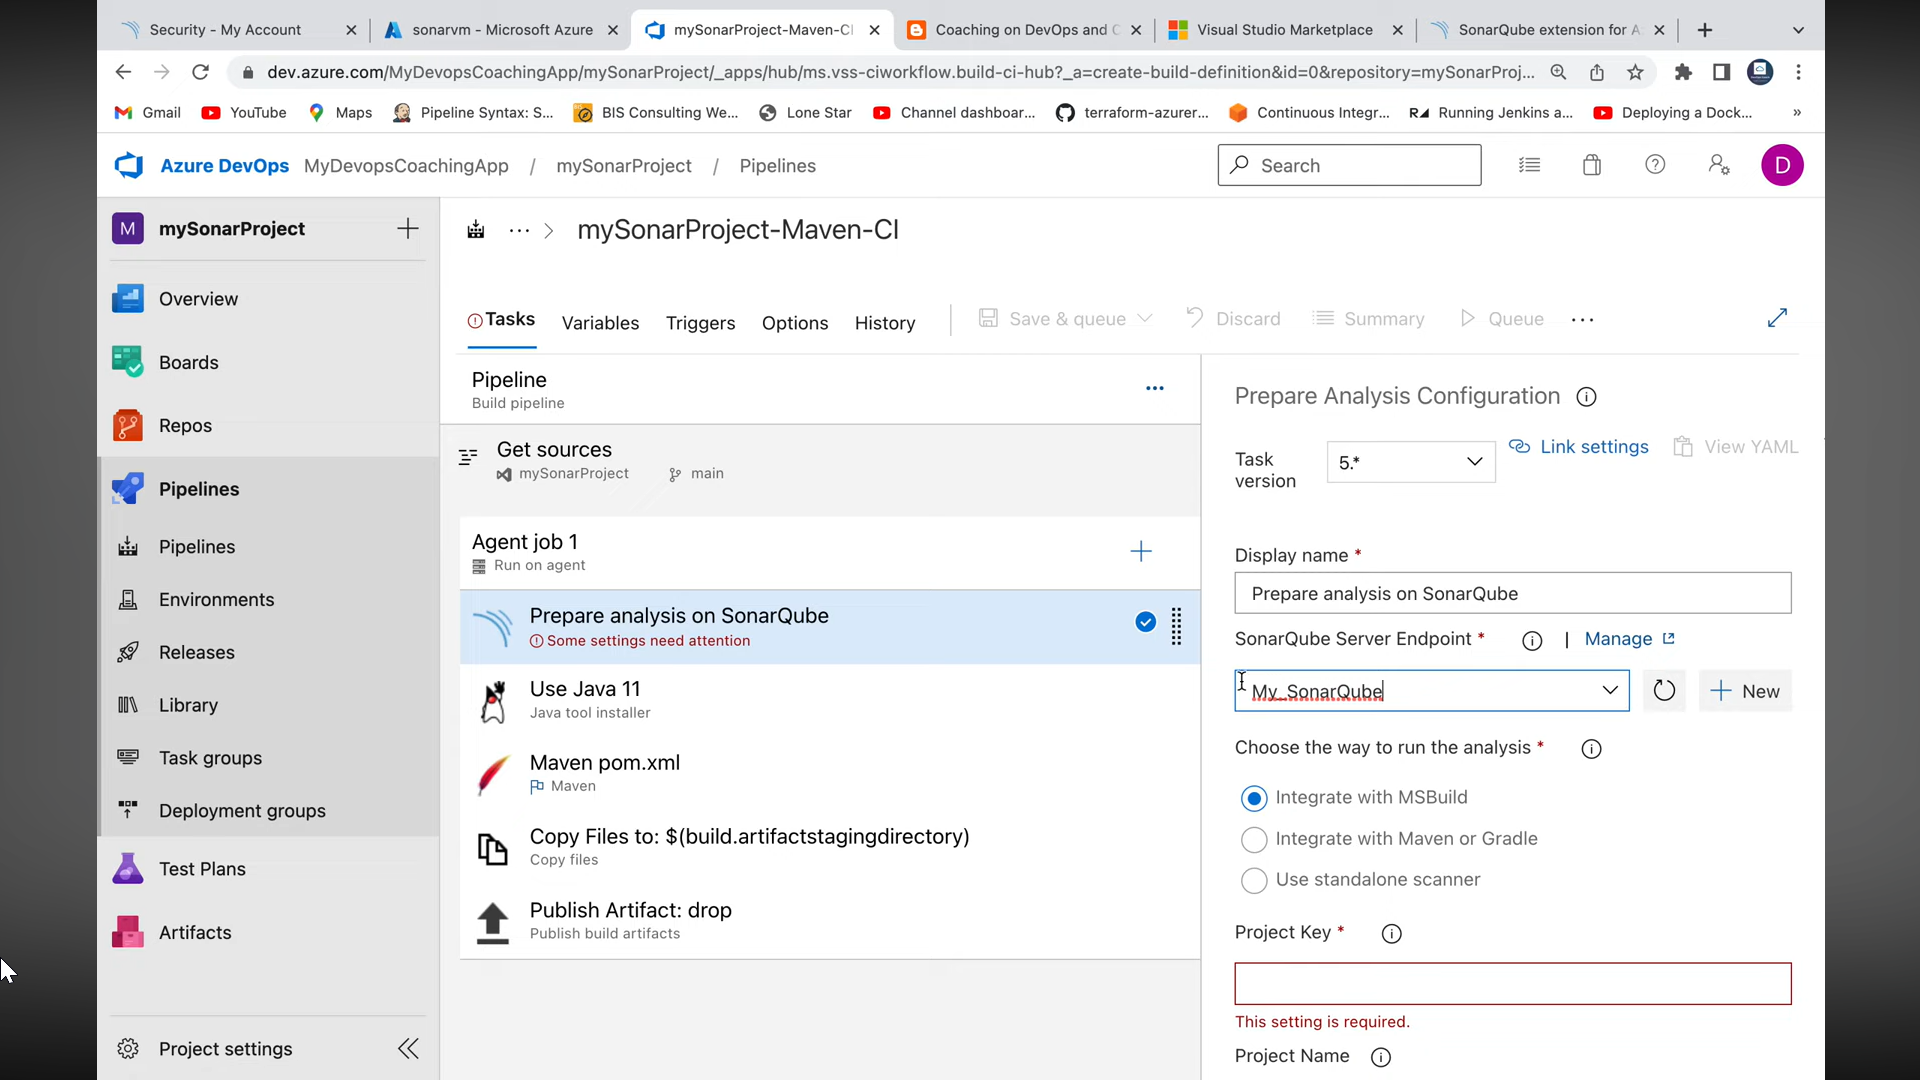 Security - My Account
sonarvm - Microsoft Azure
mySonarProject-Maven-CI
Coaching on DevOps and C
Visual Studio Marketplace
SonarQube extension for A
dev.azure.com/MyDevopsCoachingApp/mySonarProject/_apps/hub/ms.vss-ciworkflow.build-ci-hub?_a=create-build-definition&id=0&repository=mySonarProj...
Gmail
YouTube
Maps
Pipeline Syntax: S...
BIS Consulting We...
Lone Star
Channel dashboar...
terraform-azurer...
Continuous Integr...
Running Jenkins a...
Deploying a Dock...
»
Azure DevOps MyDevopsCoachingApp / mySonarProject / Pipelines
Search
D
M mySonarProject
Overview
Boards
Repos
Pipelines
Pipelines
Environments
Releases
Library
Task groups
Deployment groups
Test Plans
Artifacts
Project settings
... > mySonarProject-Maven-CI
Tasks Variables Triggers Options History
Save & queue Discard Summary Queue ...
Pipeline
Build pipeline
Get sources
mySonarProject main
Agent job 1
Run on agent
Prepare analysis on SonarQube
Some settings need attention
Use Java 11
Java tool installer
Maven pom.xml
Maven
Copy Files to: $(build.artifactstagingdirectory)
Copy files
Publish Artifact: drop
Publish build artifacts
Prepare Analysis Configuration
Task
version
5.*
Link settings
View YAML
Display name *
Prepare analysis on SonarQube
SonarQube Server Endpoint * | Manage
My_SonarQube
New
Choose the way to run the analysis *
Integrate with MSBuild
Integrate with Maven or Gradle
Use standalone scanner
Project Key *
This setting is required.
Project Name